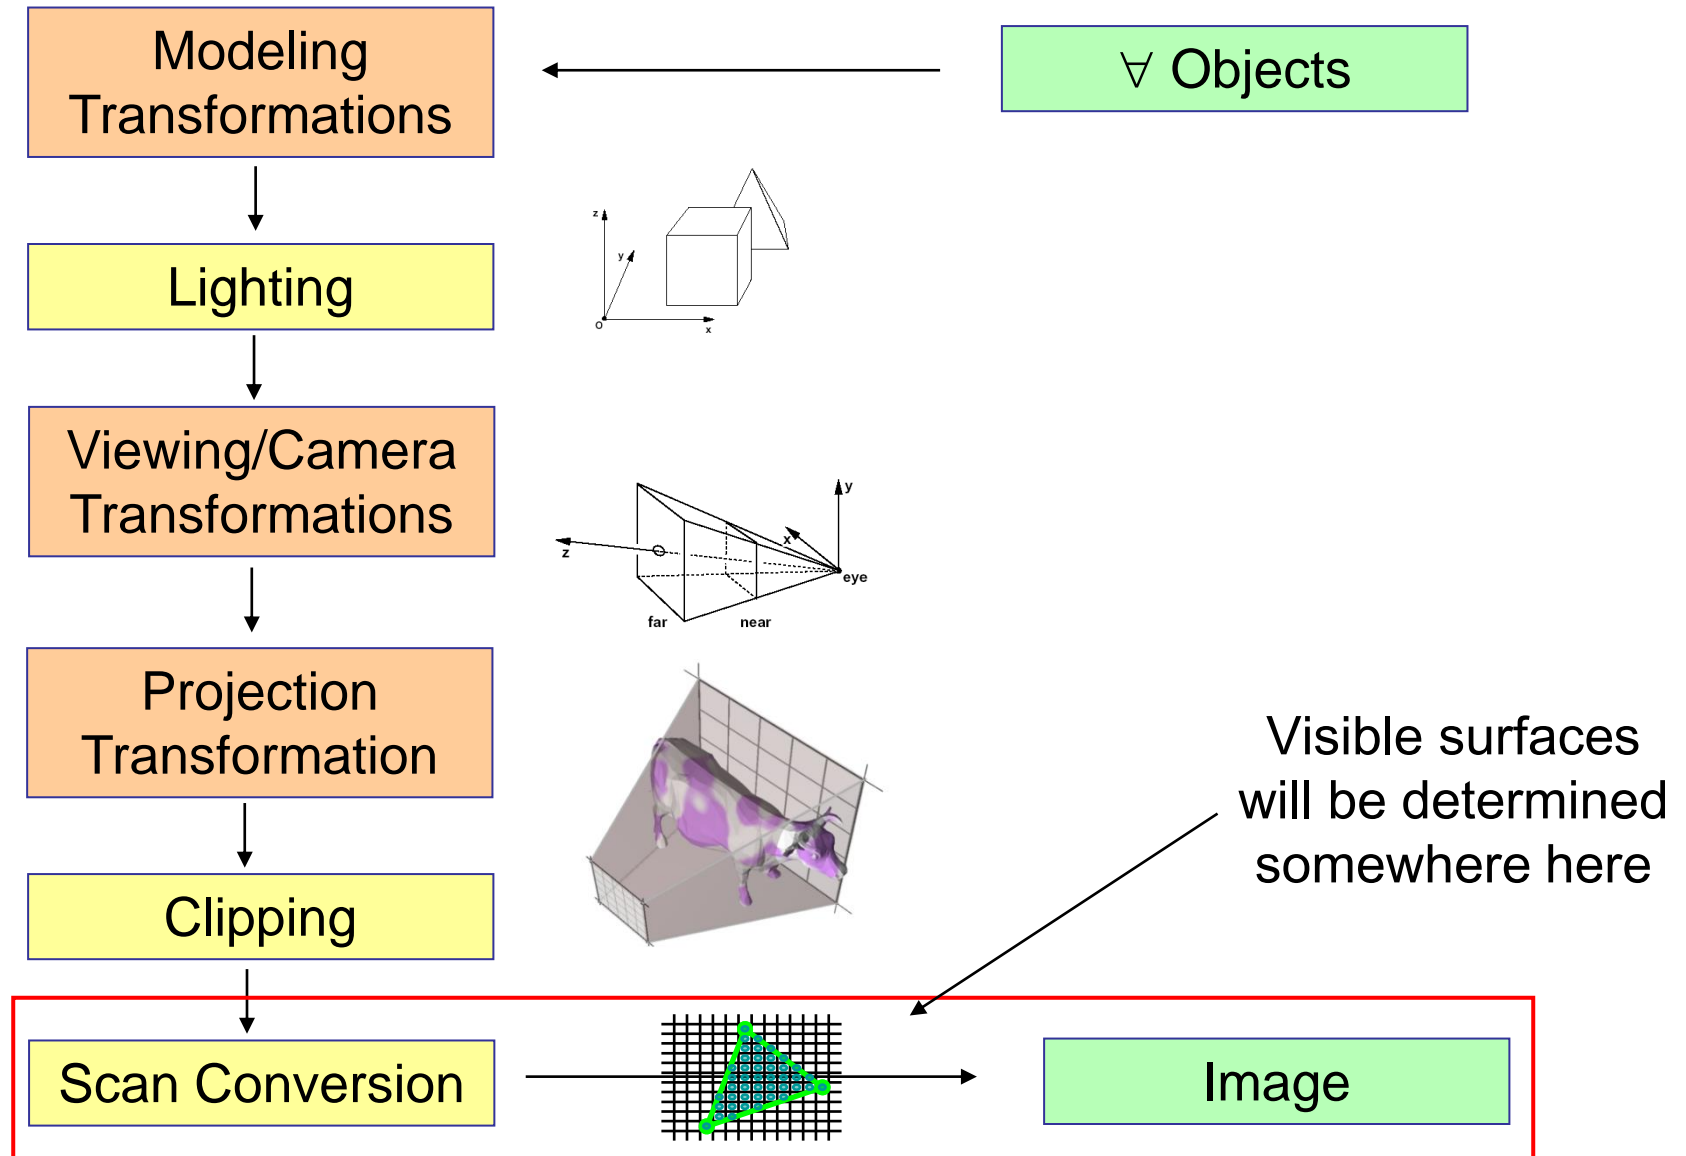 Modeling
Transformations
∀ Objects
z
y
O
x
Lighting
Viewing/Camera
Transformations
y
x
z
eye
far
near
Projection
Transformation
Visible surfaces
will be determined
somewhere here
Clipping
Scan Conversion
Image